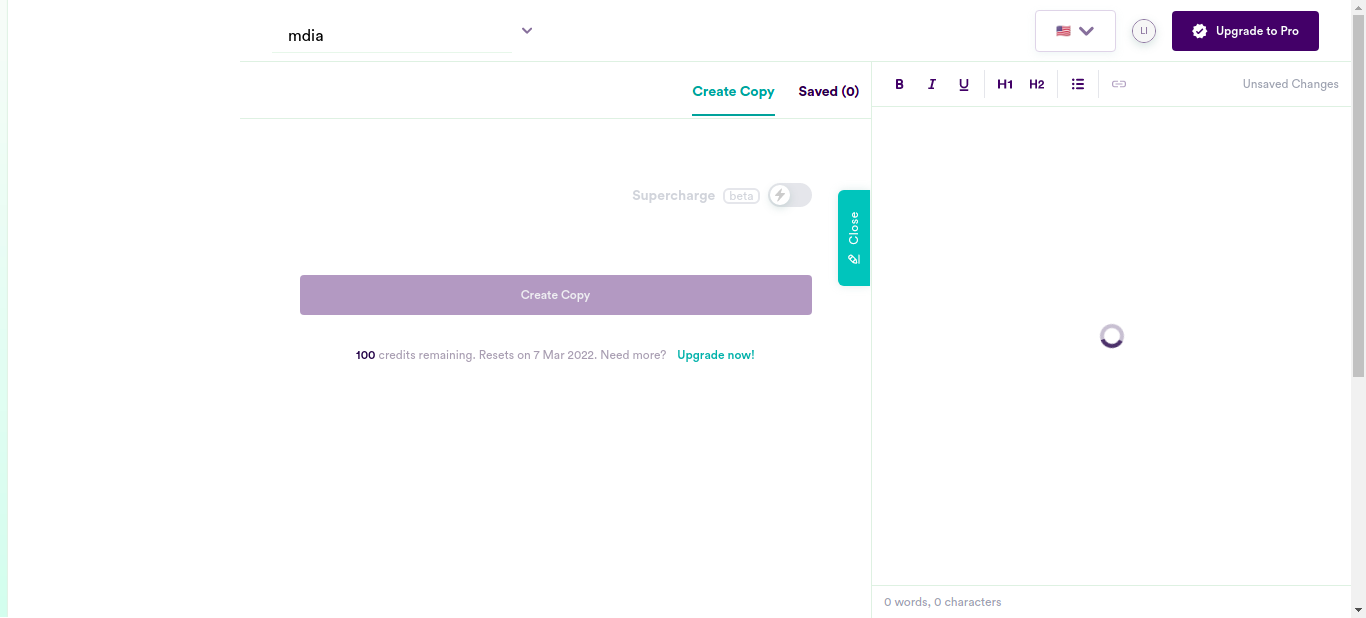 mdia
LI
Upgrade to Pro
Create Copy
Saved (0)
B I U H1 H2
Unsaved Changes
Supercharge beta
Close
Create Copy
100 credits remaining. Resets on 7 Mar 2022. Need more? Upgrade now!
0 words, 0 characters